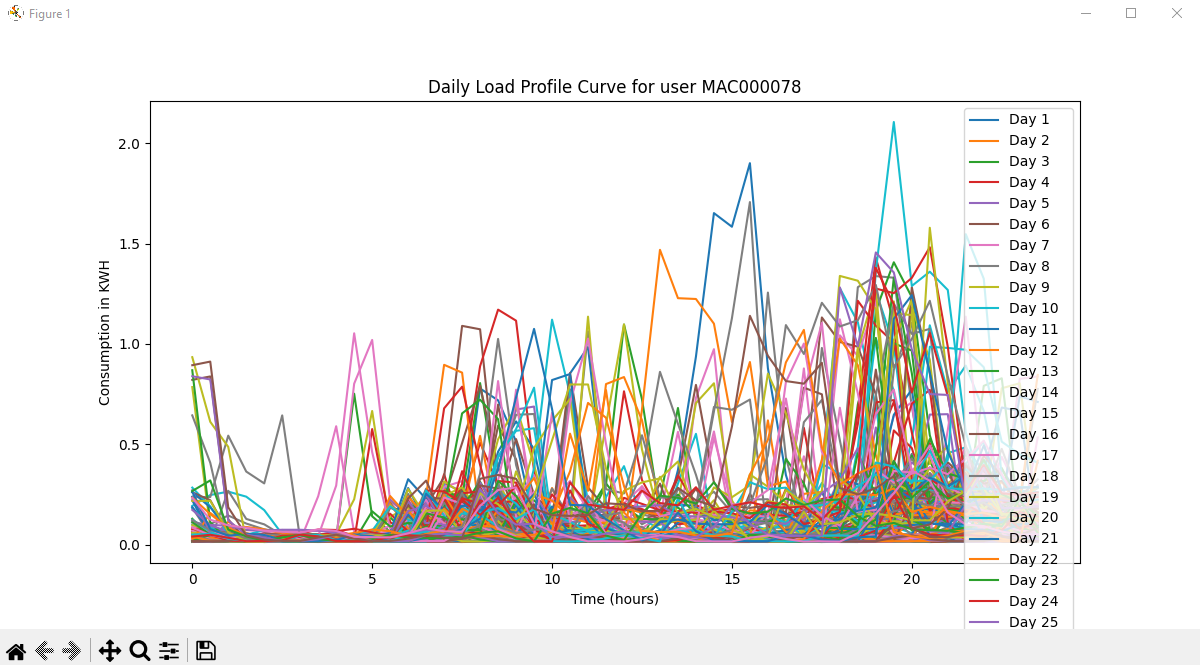 Figure 1
Daily Load Profile Curve for user MAC000078
Consumption in KWH
2.0
1.5
1.0
0.5
0.0
0 5 10 15 20
Time (hours)
Day 1
Day 2
Day 3
Day 4
Day 5
Day 6
Day 7
Day 8
Day 9
Day 10
Day 11
Day 12
Day 13
Day 14
Day 15
Day 16
Day 17
Day 18
Day 19
Day 20
Day 21
Day 22
Day 23
Day 24
Day 25